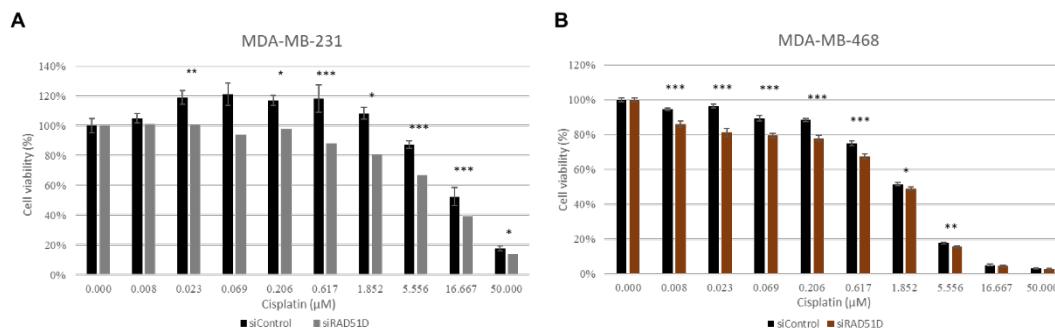 A
MDA-MB-231
140%
120%
100%
80%
60%
40%
20%
0%
Cell viability (%)
** * *** * *** *** *
0.000 0.008 0.023 0.069 0.206 0.617 1.852 5.556 16.667 50.000
Cisplatin (µM)
siControl siRAD51D
B
MDA-MB-468
120%
100%
80%
60%
40%
20%
0%
Cell viability (%)
*** *** *** *** *** * **
0.000 0.008 0.023 0.069 0.206 0.617 1.852 5.556 16.667 50.000
Cisplatin (µM)
siControl siRAD51D